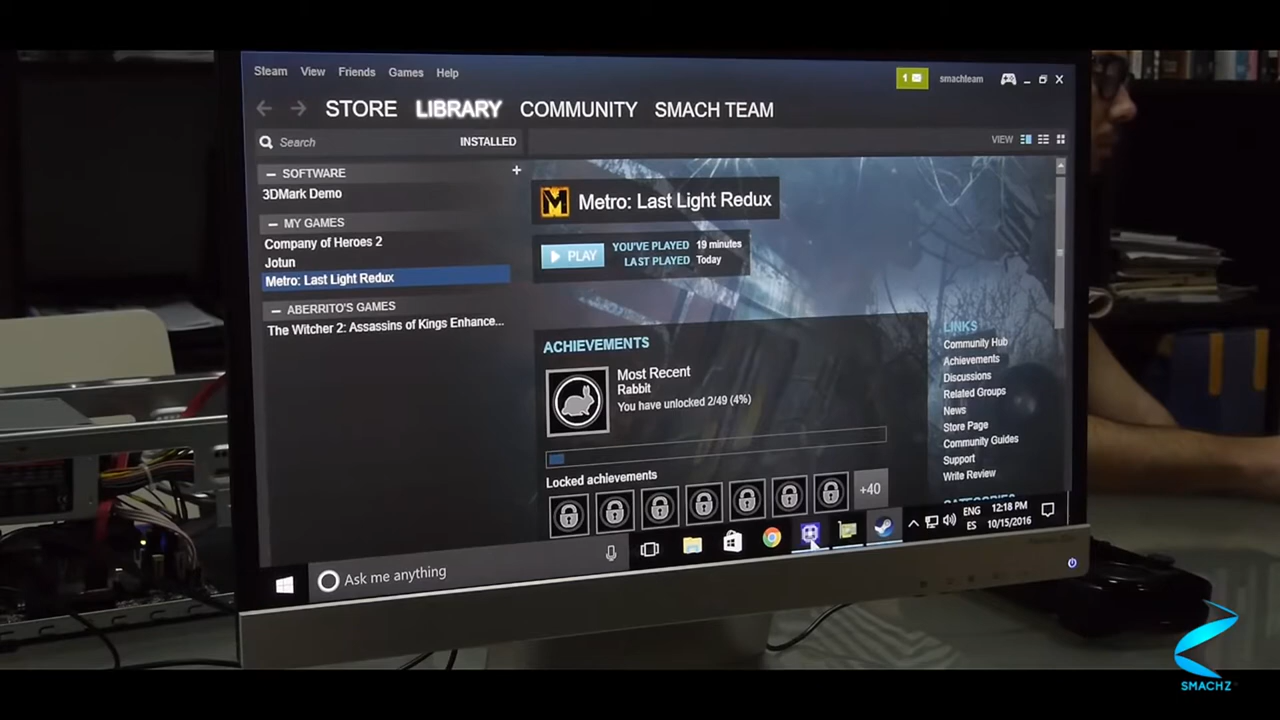 Steam View Friends Games Help
1 smachteam
STORE LIBRARY COMMUNITY SMACH TEAM
Search INSTALLED
VIEW
SOFTWARE
3DMark Demo
MY GAMES
Company of Heroes 2
Jotun
Metro: Last Light Redux
ABERRITO'S GAMES
The Witcher 2: Assassins of Kings Enhance...
M
Metro: Last Light Redux
PLAY
YOU'VE PLAYED 19 minutes
LAST PLAYED Today
ACHIEVEMENTS
Most Recent
Rabbit
You have unlocked 2/49 (4%)
Locked achievements
+40
LINKS
Community Hub
Achievements
Discussions
Related Groups
News
Store Page
Community Guides
Support
Write Review
CATEGORIES
Ask me anything
ENG
ES
12:18 PM
10/15/2016
SMACHZ